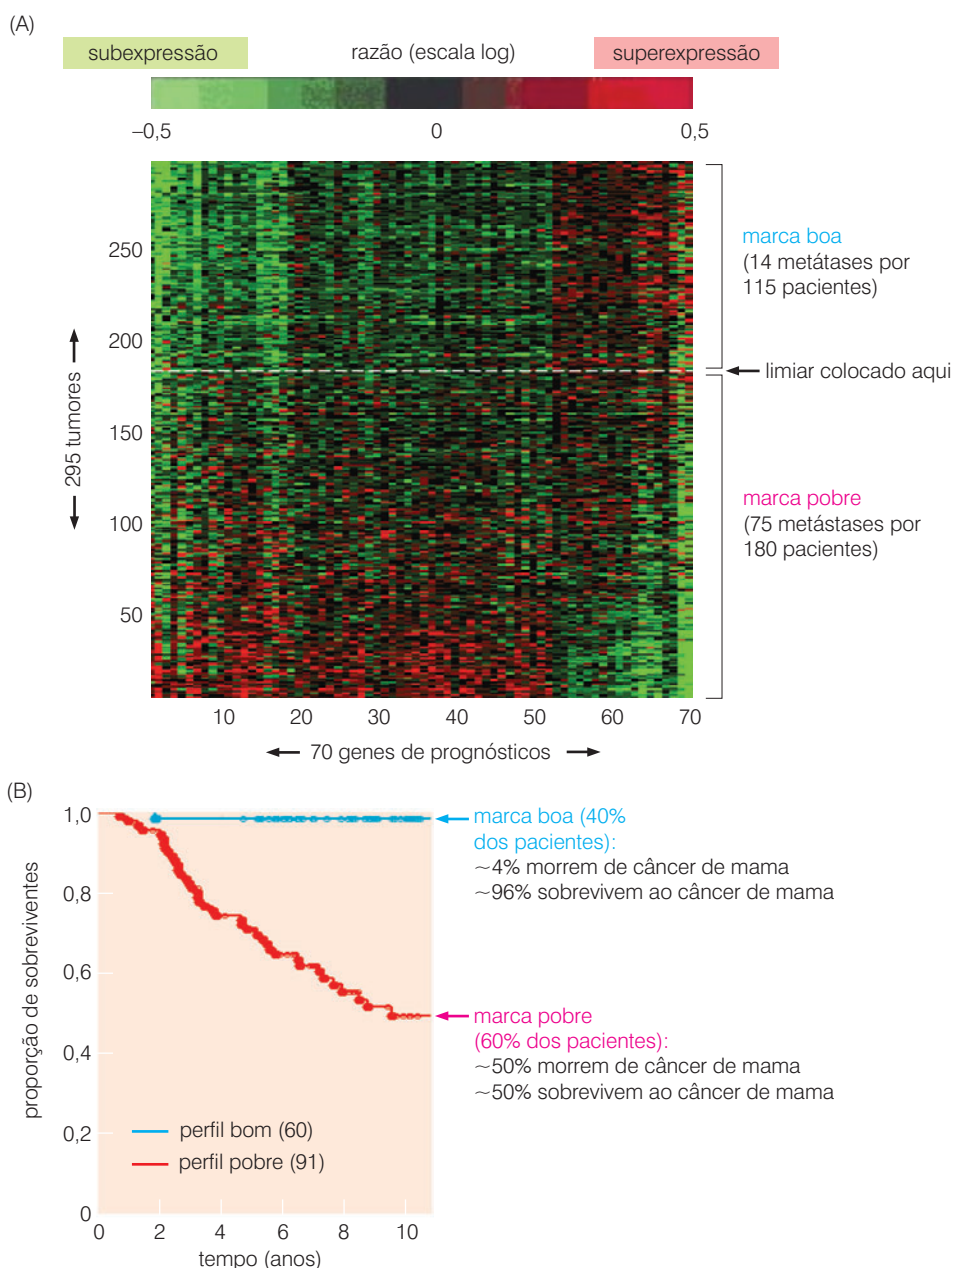 (A)
subexpressão
razão (escala log)
superexpressão
–0,5
0
0,5
295 tumores
250
200
150
100
50
marca boa
(14 metátases por
115 pacientes)
limiar colocado aqui
marca pobre
(75 metástases por
180 pacientes)
10
20
30
40
50
60
70
70 genes de prognósticos
(B)
proporção de sobreviventes
1,0
0,8
0,6
0,4
0,2
0
marca boa (40%
dos pacientes):
~4% morrem de câncer de mama
~96% sobrevivem ao câncer de mama
marca pobre
(60% dos pacientes):
~50% morrem de câncer de mama
~50% sobrevivem ao câncer de mama
perfil bom (60)
perfil pobre (91)
0
2
4
6
8
10
tempo (anos)